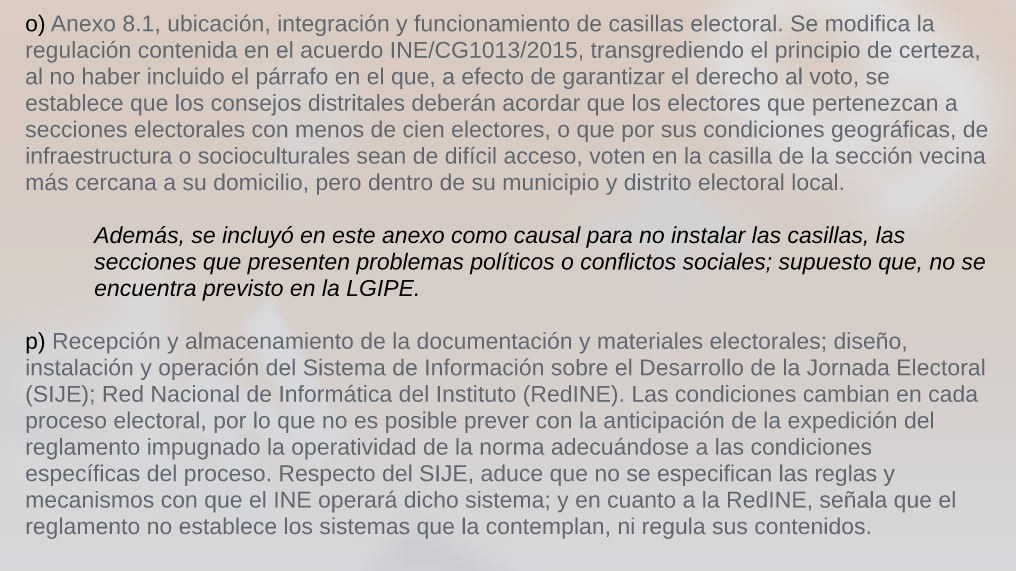 o) Anexo 8.1, ubicación, integración y funcionamiento de casillas electoral. Se modifica la
regulación contenida en el acuerdo INE/CG1013/2015, transgrediendo el principio de certeza,
al no haber incluido el párrafo en el que, a efecto de garantizar el derecho al voto, se
establece que los consejos distritales deberán acordar que los electores que pertenezcan a
secciones electorales con menos de cien electores, o que por sus condiciones geográficas, de
infraestructura o socioculturales sean de difícil acceso, voten en la casilla de la sección vecina
más cercana a su domicilio, pero dentro de su municipio y distrito electoral local.
Además, se incluyó en este anexo como causal para no instalar las casillas, las
secciones que presenten problemas políticos o conflictos sociales; supuesto que, no se
encuentra previsto en la LGIPE.
p) Recepción y almacenamiento de la documentación y materiales electorales; diseño,
instalación y operación del Sistema de Información sobre el Desarrollo de la Jornada Electoral
(SIJE); Red Nacional de Informática del Instituto (RedINE). Las condiciones cambian en cada
proceso electoral, por lo que no es posible prever con la anticipación de la expedición del
reglamento impugnado la operatividad de la norma adecuándose a las condiciones
específicas del proceso. Respecto del SIJE, aduce que no se especifican las reglas y
mecanismos con que el INE operará dicho sistema; y en cuanto a la RedINE, señala que el
reglamento no establece los sistemas que la contemplan, ni regula sus contenidos.